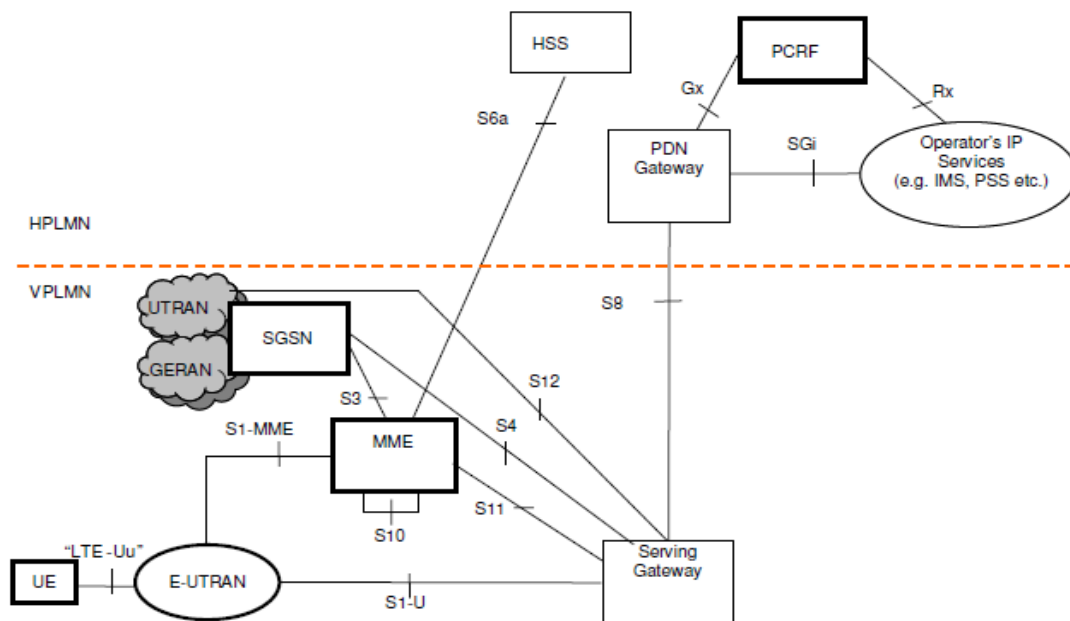 HSS
PCRF
Gx
Rx
S6a
PDN
Gateway
SGi
Operator's IP
Services
(e.g. IMS, PSS etc.)
HPLMN
VPLMN
S8
UTRAN
SGSN
GERAN
S12
S3
S1-MME
MME
S4
S11
S10
"LTE-Uu"
UE
E-UTRAN
S1-U
Serving
Gateway